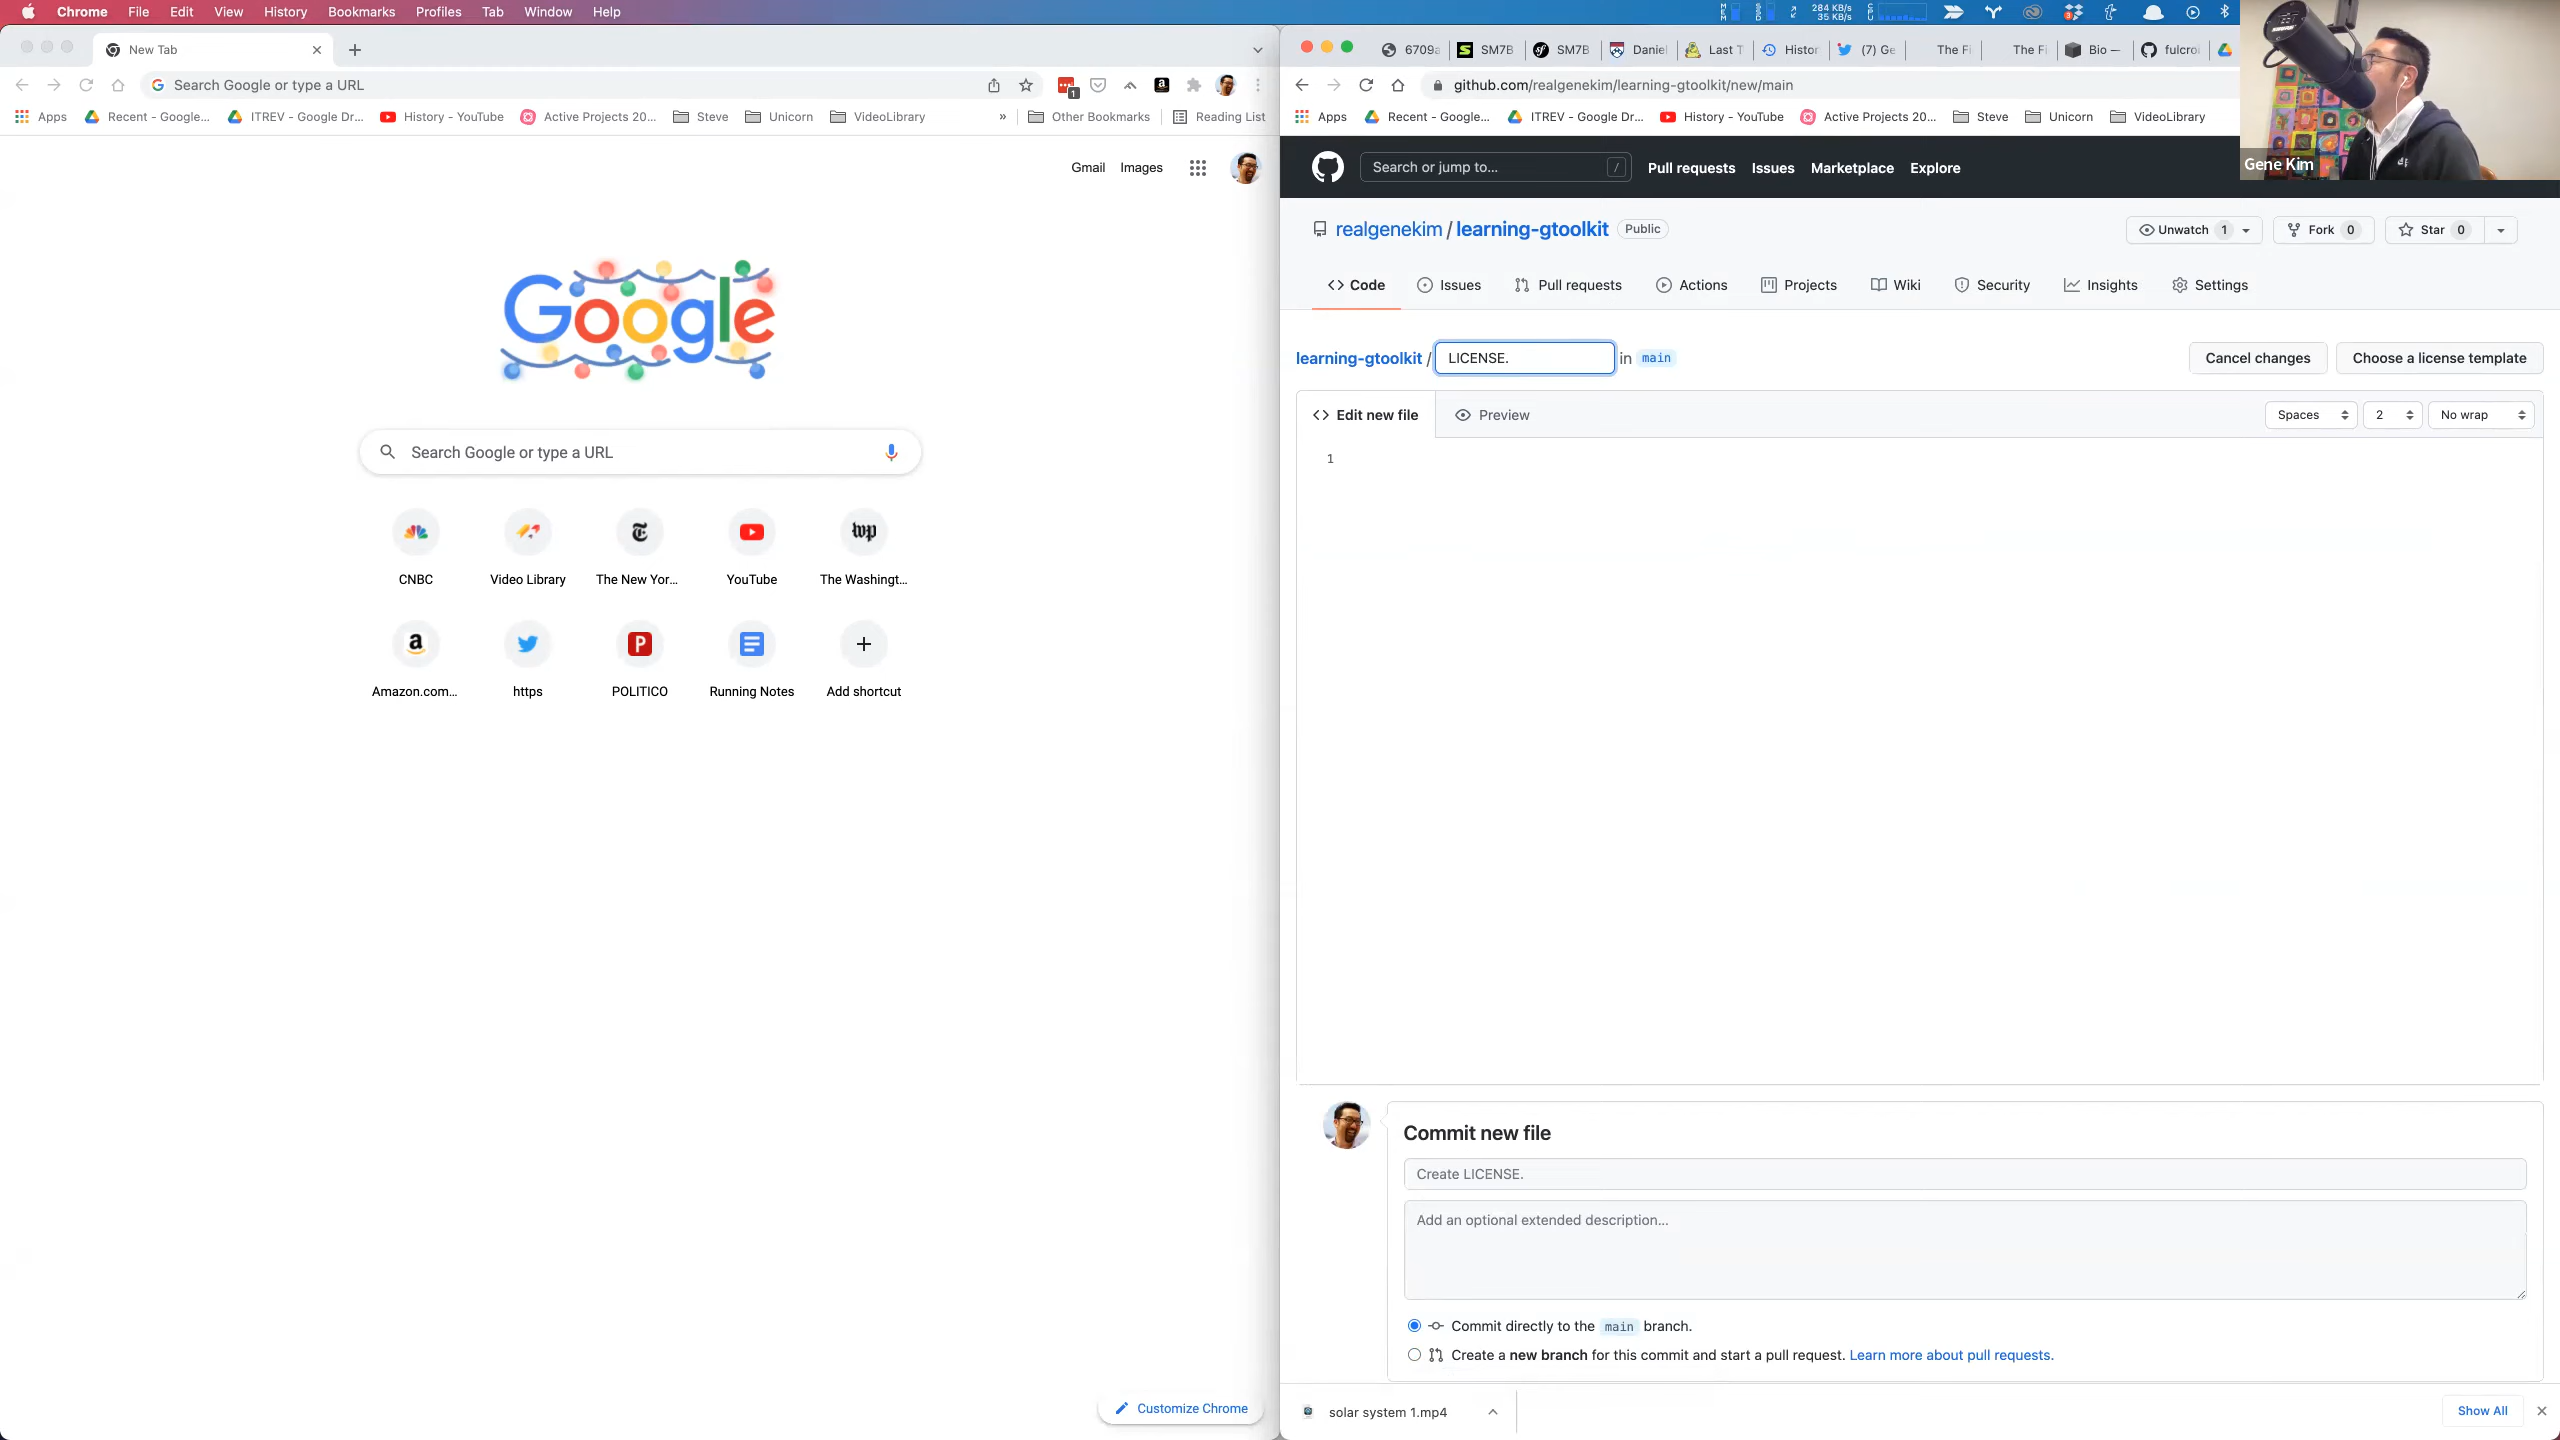 Chrome File Edit View History Bookmarks Profiles Tab Window Help
284 KB/s
35 KB/s
New Tab
Search Google or type a URL
1
Apps Recent - Google... ITREV - Google Dr... History - YouTube Active Projects 20... Steve Unicorn VideoLibrary » Other Bookmarks Reading List
Gmail Images
Google
Search Google or type a URL
CNBC Video Library The New Yor... YouTube The Washingt...
Amazon.com... https POLITICO Running Notes Add shortcut
Customize Chrome
6709a SM7B SM7B Daniel Last T Histor (7) Ge The Fi The Fi Bio — fulcro
github.com/realgenekim/learning-gtoolkit/new/main
Apps Recent - Google... ITREV - Google Dr... History - YouTube Active Projects 20... Steve Unicorn VideoLibrary
Gene Kim
Search or jump to... / Pull requests Issues Marketplace Explore
realgenekim / learning-gtoolkit Public
Unwatch 1 Fork 0 Star 0
Code Issues Pull requests Actions Projects Wiki Security Insights Settings
learning-gtoolkit / LICENSE. in main
Cancel changes Choose a license template
Edit new file Preview
Spaces 2 No wrap
1
Commit new file
Create LICENSE.
Add an optional extended description...
Commit directly to the main branch.
Create a new branch for this commit and start a pull request. Learn more about pull requests.
solar system 1.mp4
Show All